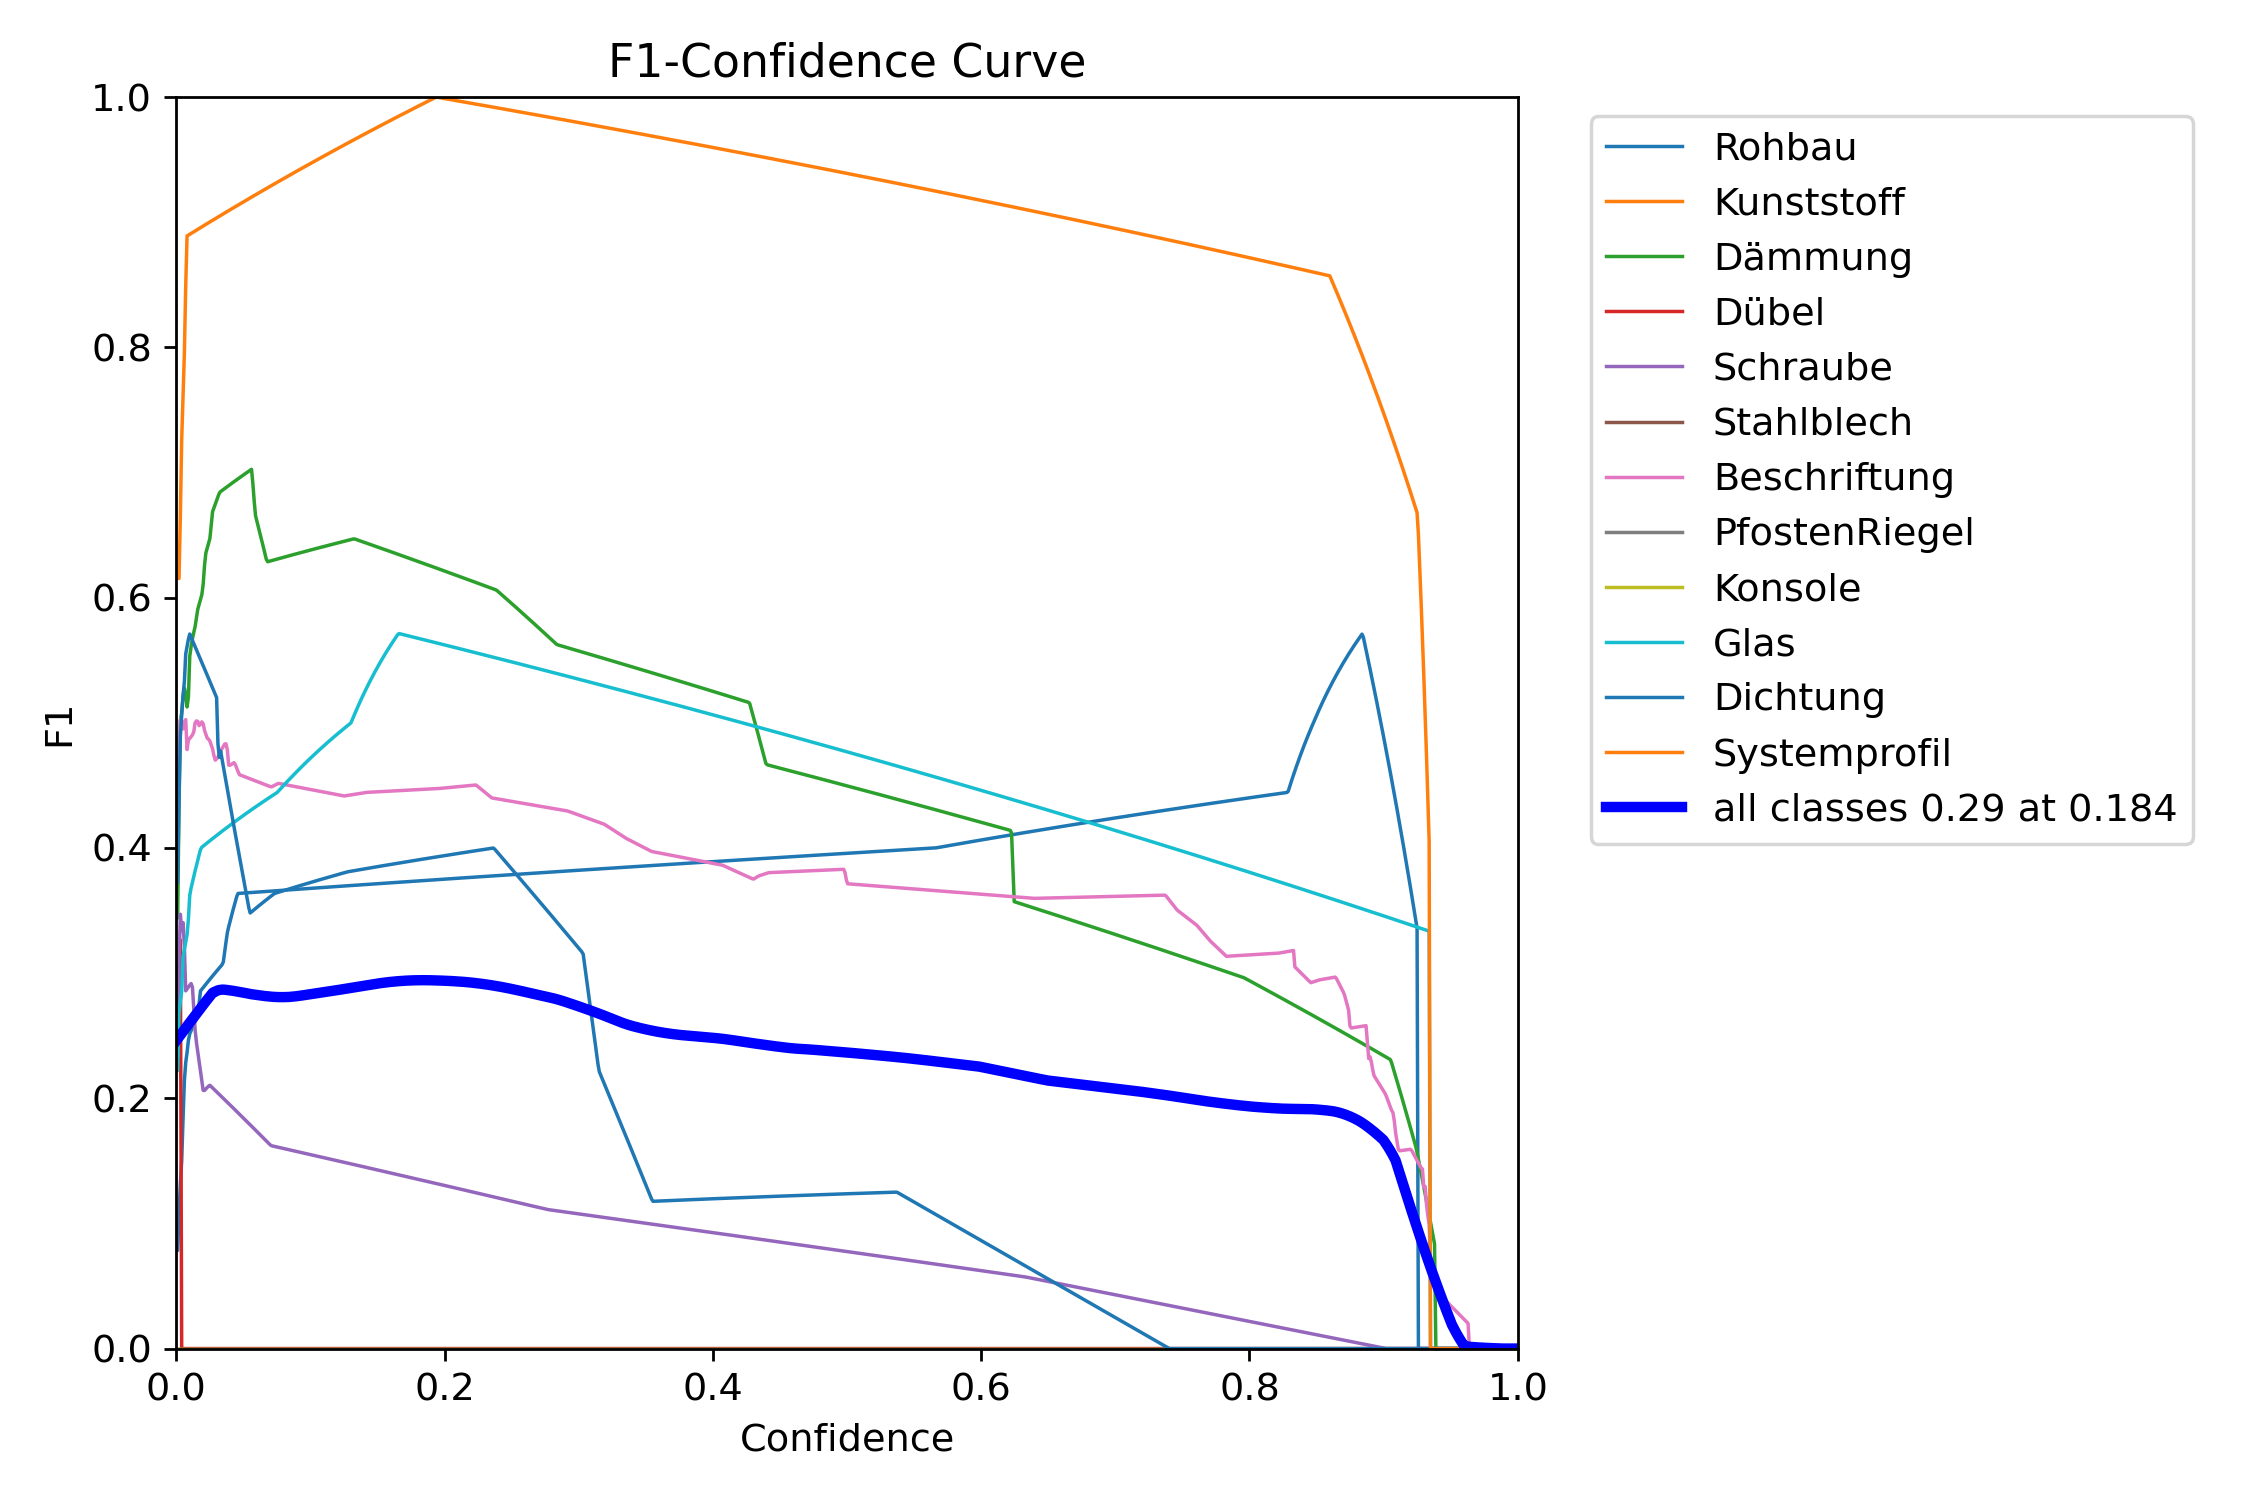 F1-Confidence Curve
1.0
0.8
0.6
0.4
0.2
0.0
F1
0.0 0.2 0.4 0.6 0.8 1.0
Confidence
Rohbau
Kunststoff
Dämmung
Dübel
Schraube
Stahlblech
Beschriftung
PfostenRiegel
Konsole
Glas
Dichtung
Systemprofil
all classes 0.29 at 0.184